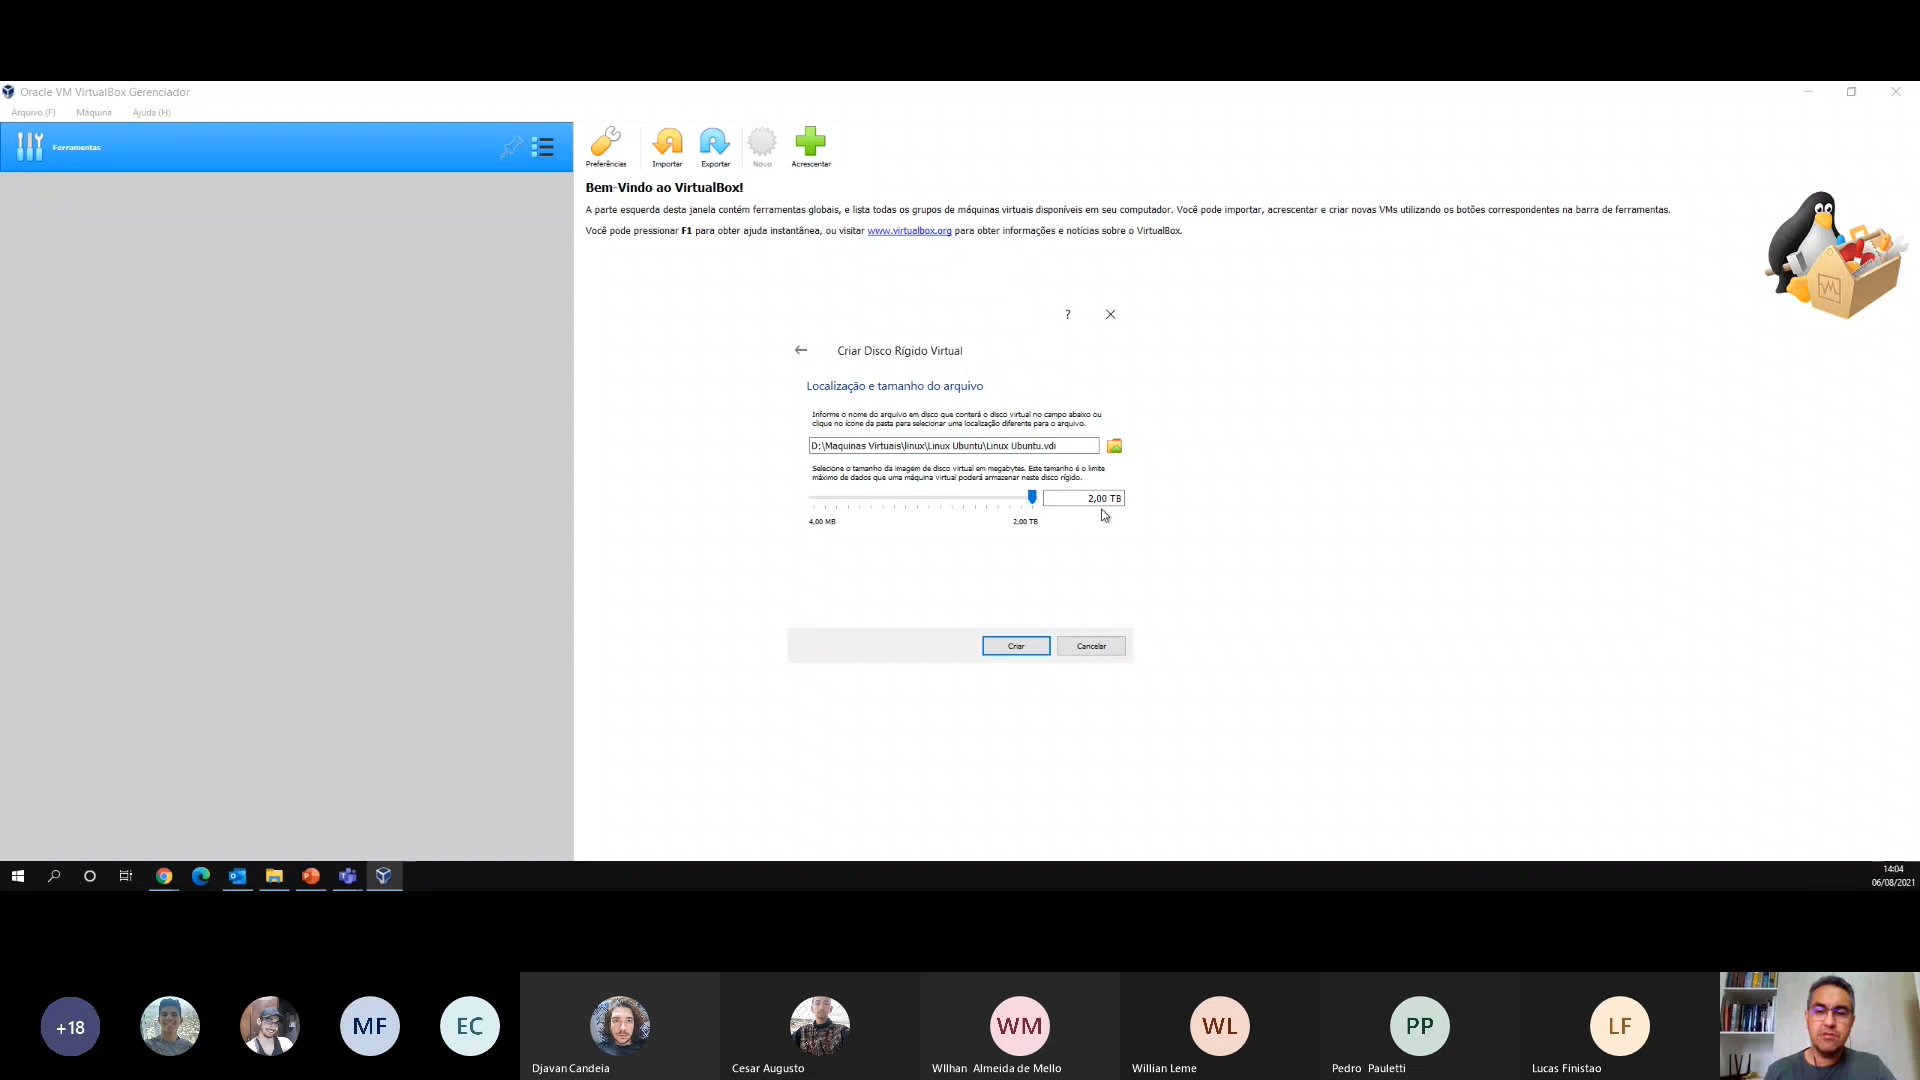 Oracle VM VirtualBox Gerenciador
Arquivo (F) Máquina Ajuda (H)
Ferramentas
Preferências Importar Exportar Novo Acrescentar
Bem-Vindo ao VirtualBox!
A parte esquerda desta janela contém ferramentas globais, e lista todas os grupos de máquinas virtuais disponíveis em seu computador. Você pode importar, acrescentar e criar novas VMs utilizando os botões correspondentes na barra de ferramentas.
Você pode pressionar F1 para obter ajuda instantânea, ou visitar www.virtualbox.org para obter informações e notícias sobre o VirtualBox.
?
Criar Disco Rígido Virtual
Localização e tamanho do arquivo
Informe o nome do arquivo em disco que conterá o disco virtual no campo abaixo ou
clique no ícone da pasta para selecionar uma localização diferente para o arquivo.
D:\Maquinas Virtuais\linux\Linux Ubuntu\Linux Ubuntu.vdi
Selecione o tamanho da imagem de disco virtual em megabytes. Este tamanho é o limite
máximo de dados que uma máquina virtual poderá armazenar neste disco rígido.
2,00 TB
4,00 MB 2,00 TB
Criar Cancelar
14:04
06/08/2021
+18 MF EC WM WL PP LF
Djavan Candeia Cesar Augusto WIlhan Almeida de Mello Willian Leme Pedro Pauletti Lucas Finistao